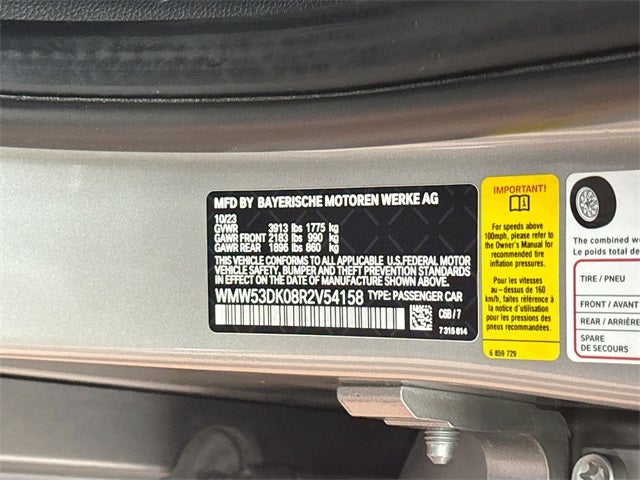 MFD BY BAYERISCHE MOTOREN WERKE AG
10/23
GVWR 3913 lbs 1775 kg
GAWR FRONT 2183 lbs 990 kg
GAWR REAR 1896 lbs 860 kg
THIS VEHICLE CONFORMS TO ALL APPLICABLE U.S.FEDERAL MOTOR
VEHICLE SAFETY, BUMPER AND THEFT PREVENTION STANDARDS
IN EFFECT ON THE DATE OF MANUFACTURE SHOWN ABOVE.
WMW53DK08R2V54158 TYPE: PASSENGER CAR
C6B / 7
7 315 814
IMPORTANT!
For speeds above
100mph, please refer to
the Owner's Manual for
recommended tire
inflation pressures.
Pour les vitesses
au-dessus de 160
km/h, faites référence à
la notice d'utilisation
pour les pressions des
pneus recommandées.
6 859 729
The combined w
Le poids total de
TIRE / PNEU
FRONT / AVANT
REAR / ARRIÈRE
SPARE
DE SECOURS